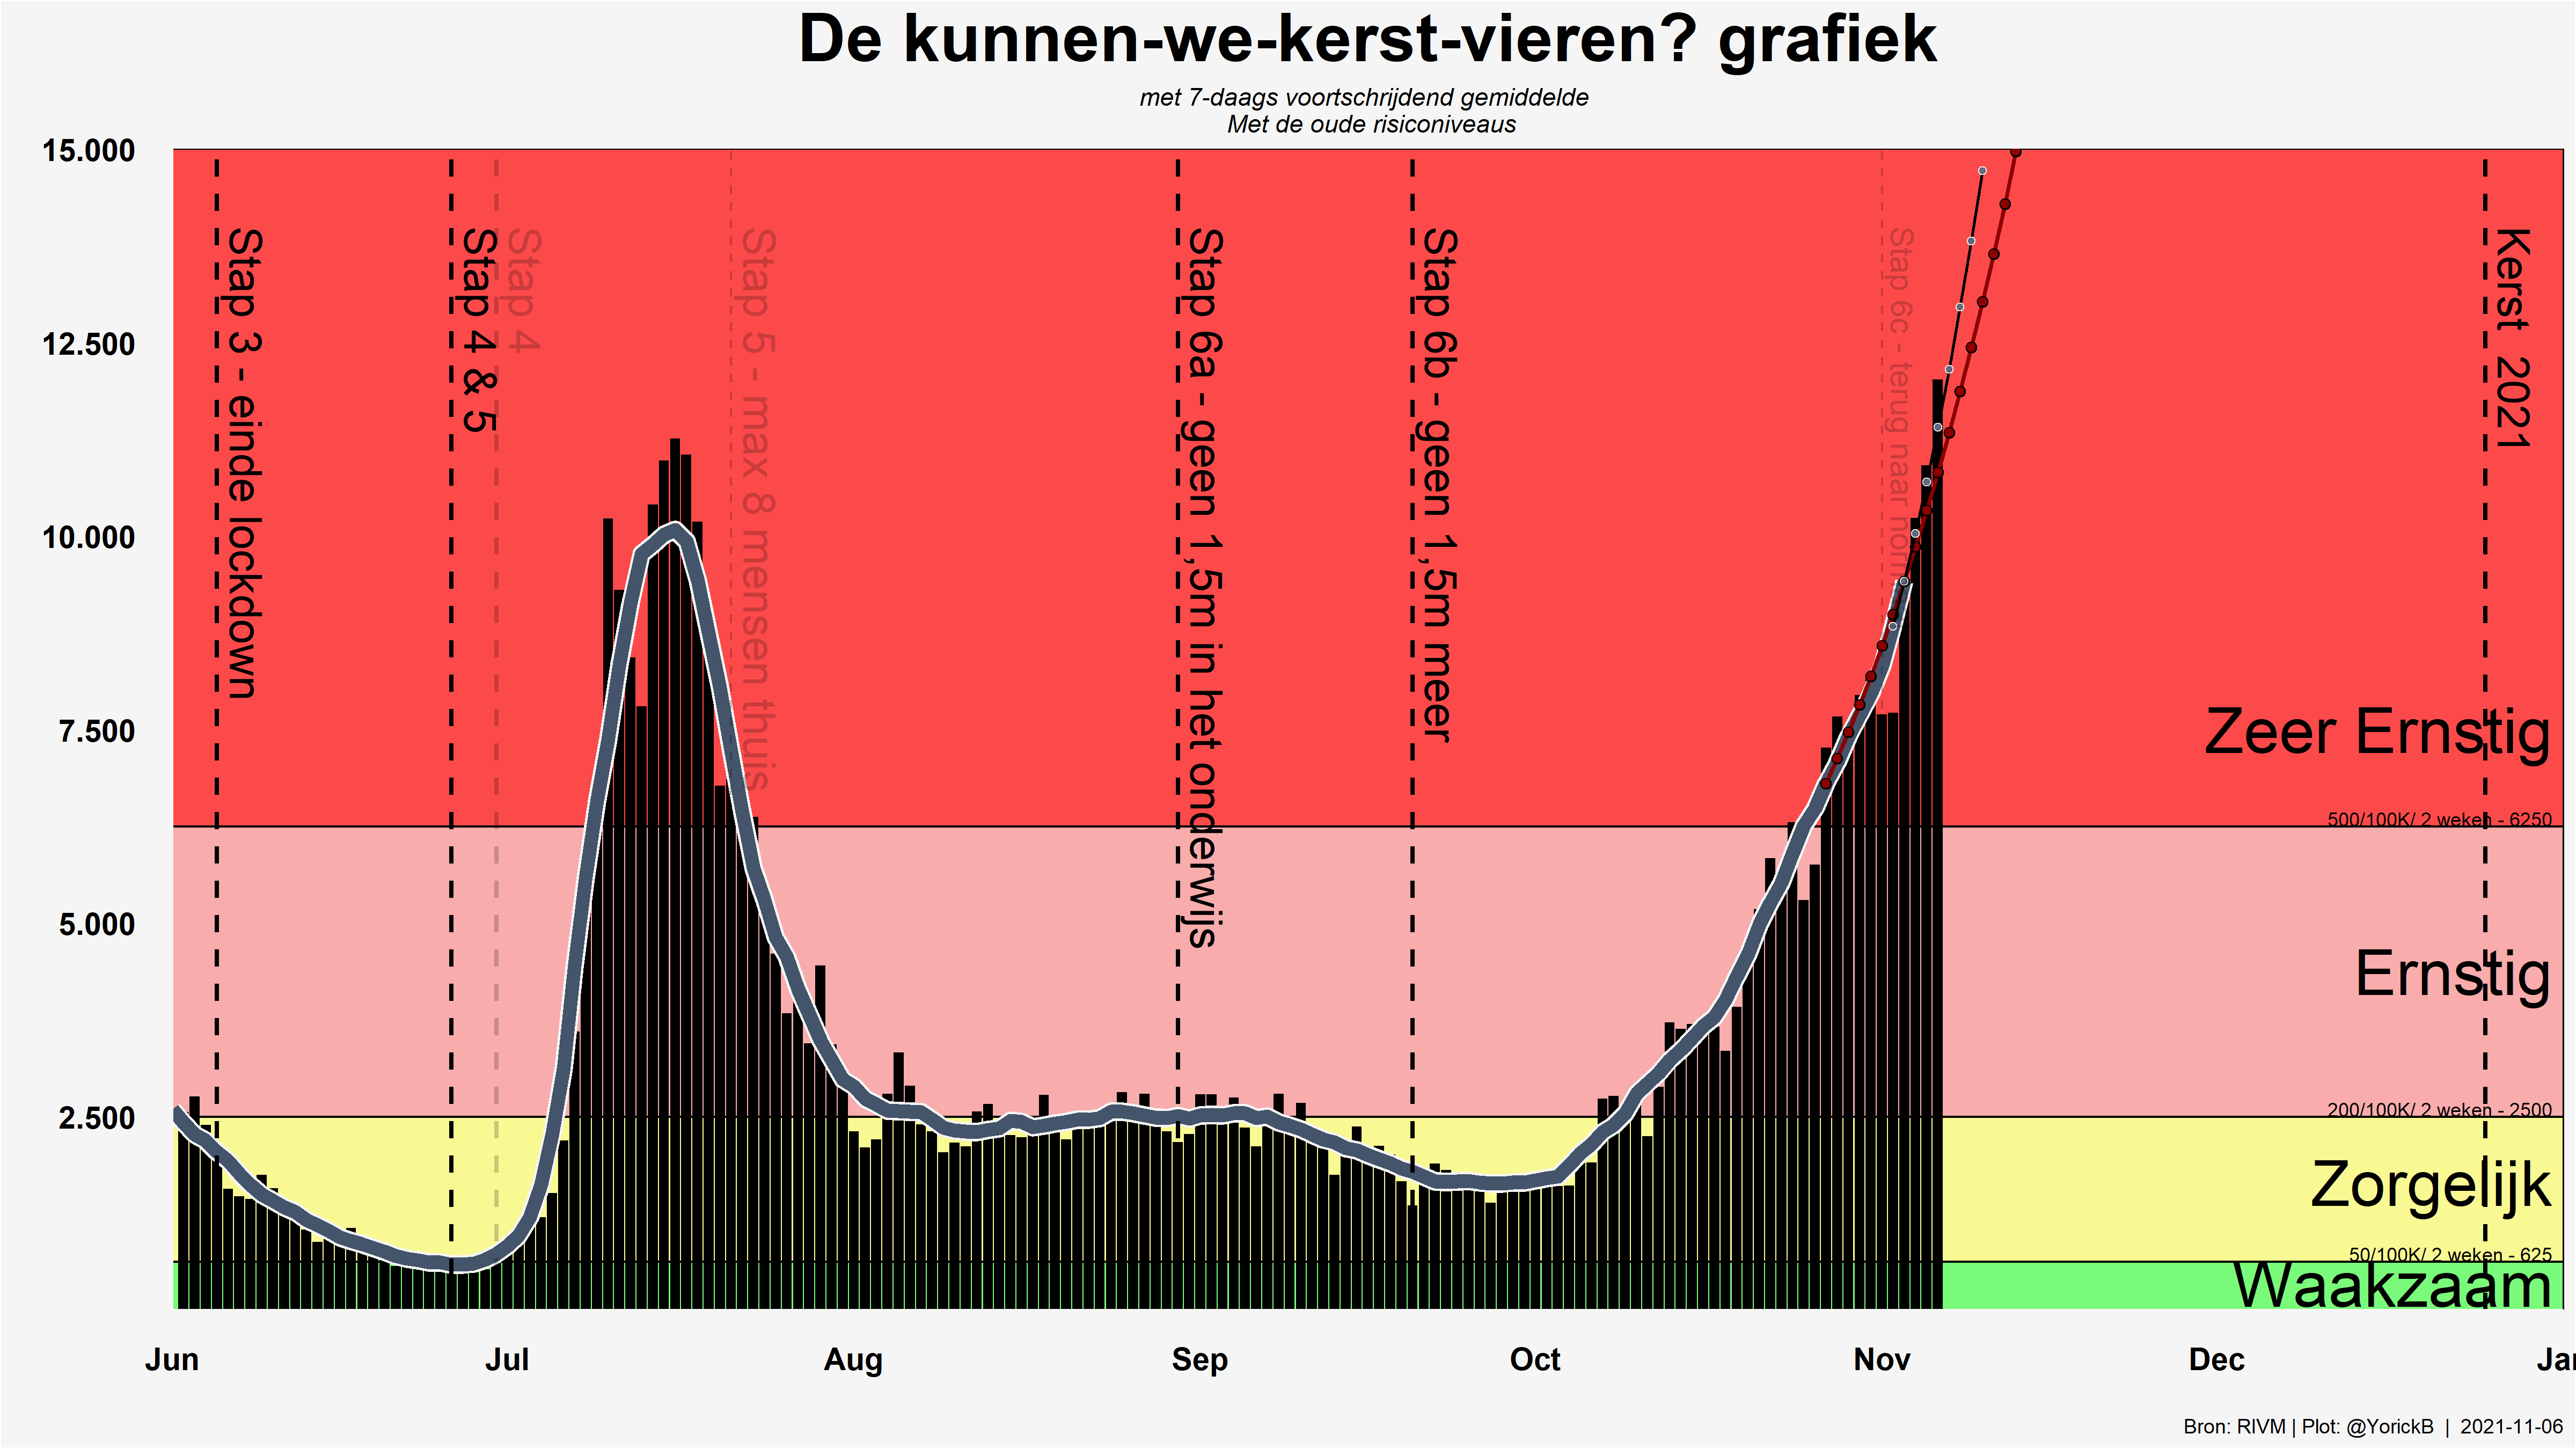 De kunnen-we-kerst-vieren? grafiek
met 7-daags voortschrijdend gemiddelde
Met de oude risiconiveaus
15.000
12.500
10.000
7.500
5.000
2.500
Stap 3 - einde lockdown
Stap 4 & 5
Stap 4
Stap 5 - max 8 mensen thuis
Stap 6a - geen 1,5m in het onderwijs
Stap 6b - geen 1,5m meer
Stap 6c - terug naar
Kerst 2021
Zeer Ernstig
500/100K/ 2 weken - 6250
Ernstig
200/100K/ 2 weken - 2500
Zorgelijk
50/100K/ 2 weken - 625
Waakzaam
Jun
Jul
Aug
Sep
Oct
Nov
Dec
Bron: RIVM | Plot: @YorickB | 2021-11-06